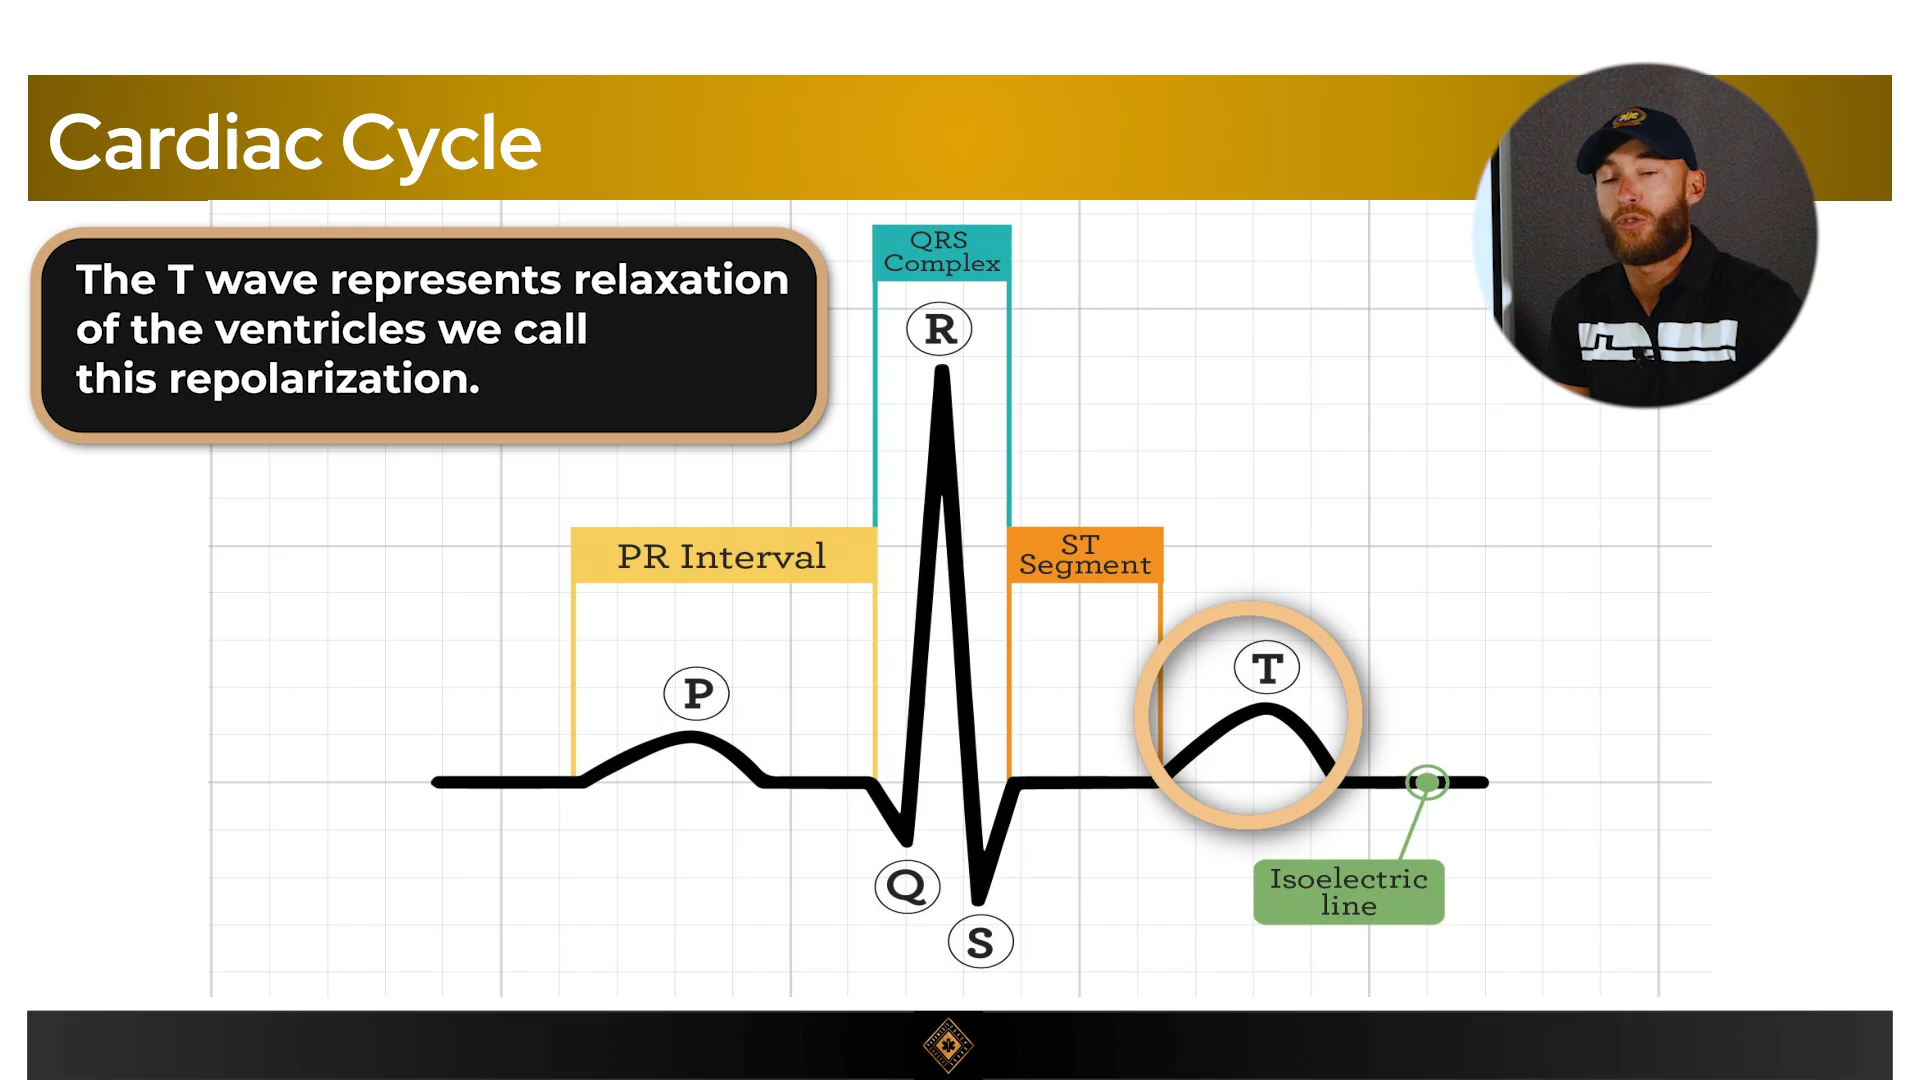 Cardiac Cycle
The T wave represents relaxation
of the ventricles we call
this repolarization.
QRS
Complex
R
PR Interval
ST
Segment
P
T
Q
S
Isoelectric
line